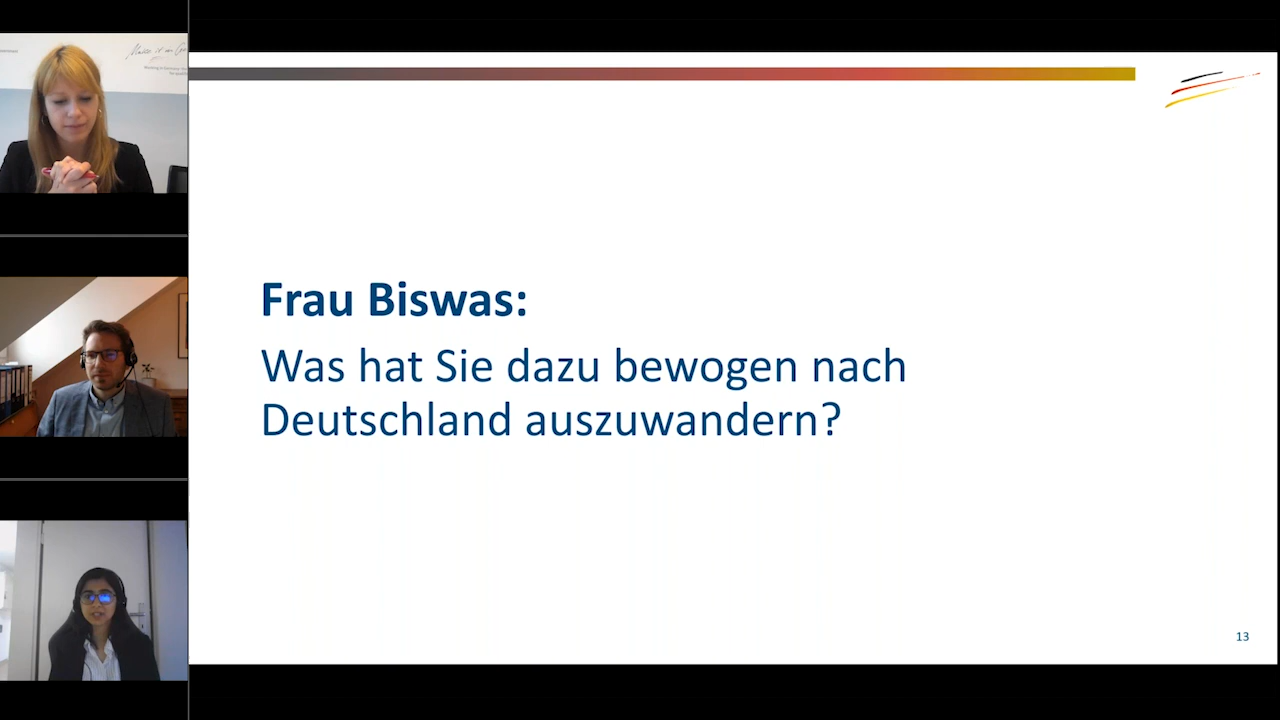 Frau Biswas:
Was hat Sie dazu bewogen nach
Deutschland auszuwandern?
13